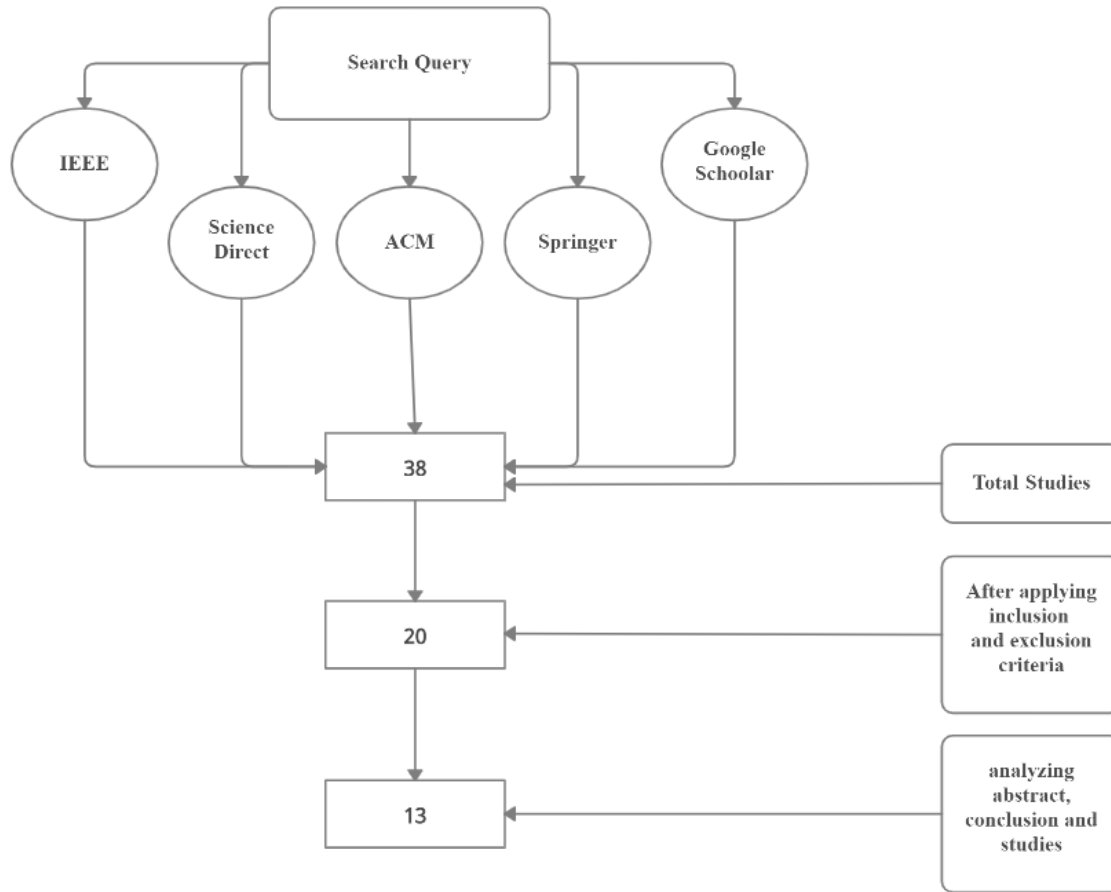 Search Query
IEEE
Google
Schoolar
Science
Direct
ACM
Springer
38
Total Studies
After applying
inclusion
and exclusion
criteria
20
analyzing
abstract,
conclusion and
studies
13